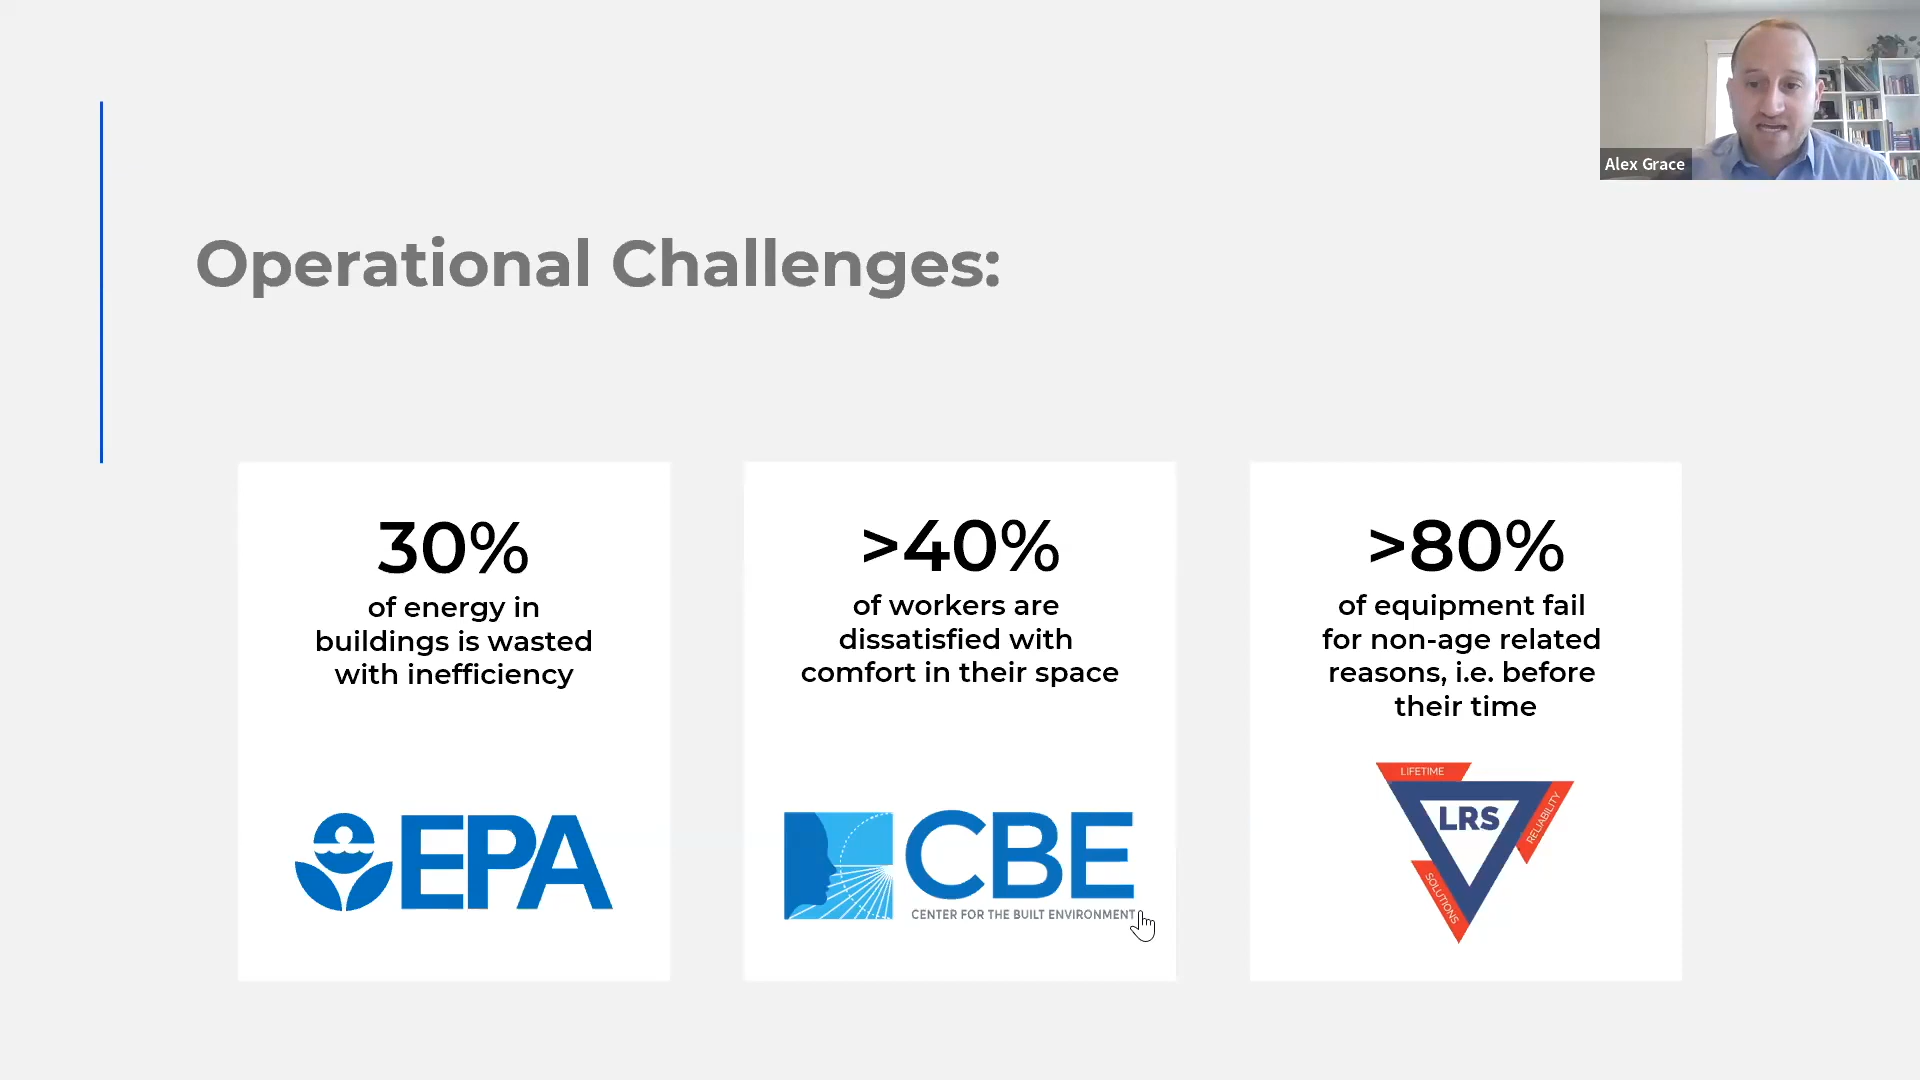 Alex Grace
Operational Challenges:
30%
of energy in
buildings is wasted
with inefficiency
EPA
>40%
of workers are
dissatisfied with
comfort in their space
CBE
CENTER FOR THE BUILT ENVIRONMENT
>80%
of equipment fail
for non-age related
reasons, i.e. before
their time
LIFETIME
LRS
RELIABILITY
SOLUTIONS